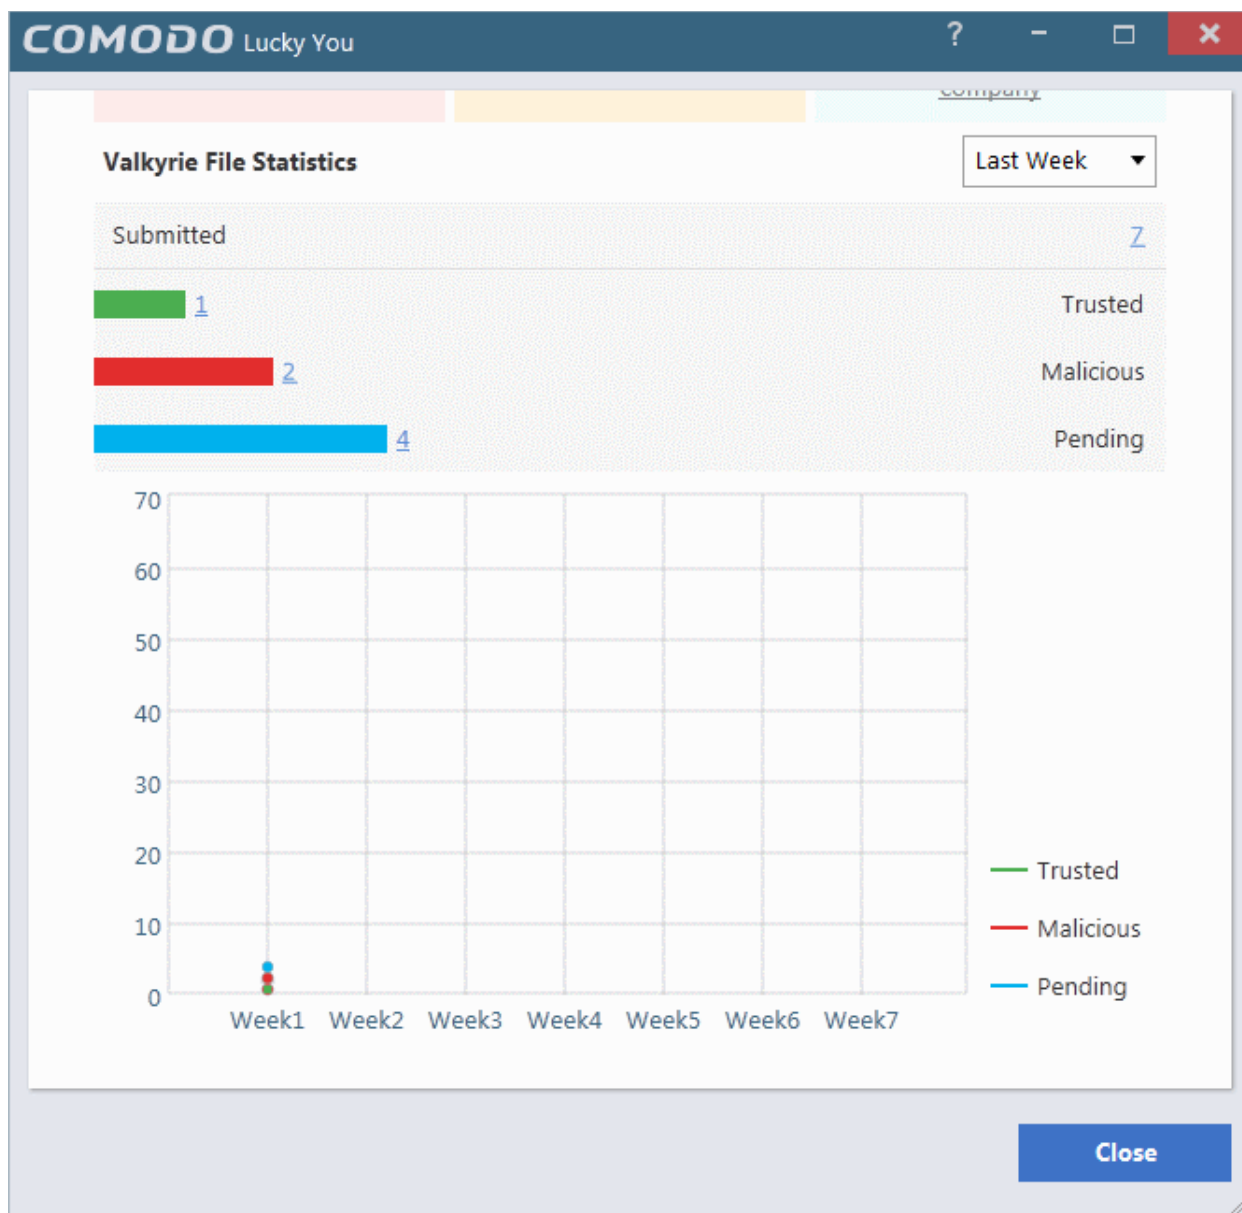 COMODO Lucky You ?
company
Valkyrie File Statistics Last Week
Submitted 7
1 Trusted
2 Malicious
4 Pending
70
60
50
40
30
20
10
0
Week1 Week2 Week3 Week4 Week5 Week6 Week7
Trusted
Malicious
Pending
Close